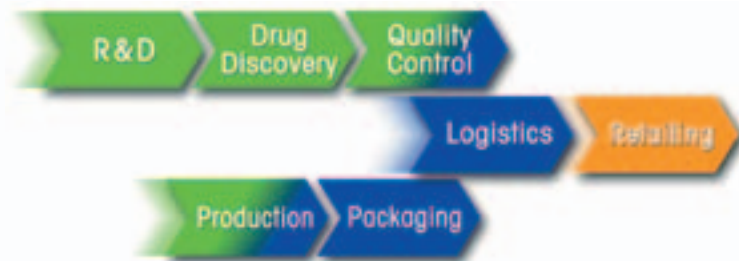 R&D
Drug
Discovery
Quality
Control
Logistics
Retailing
Production
Packaging